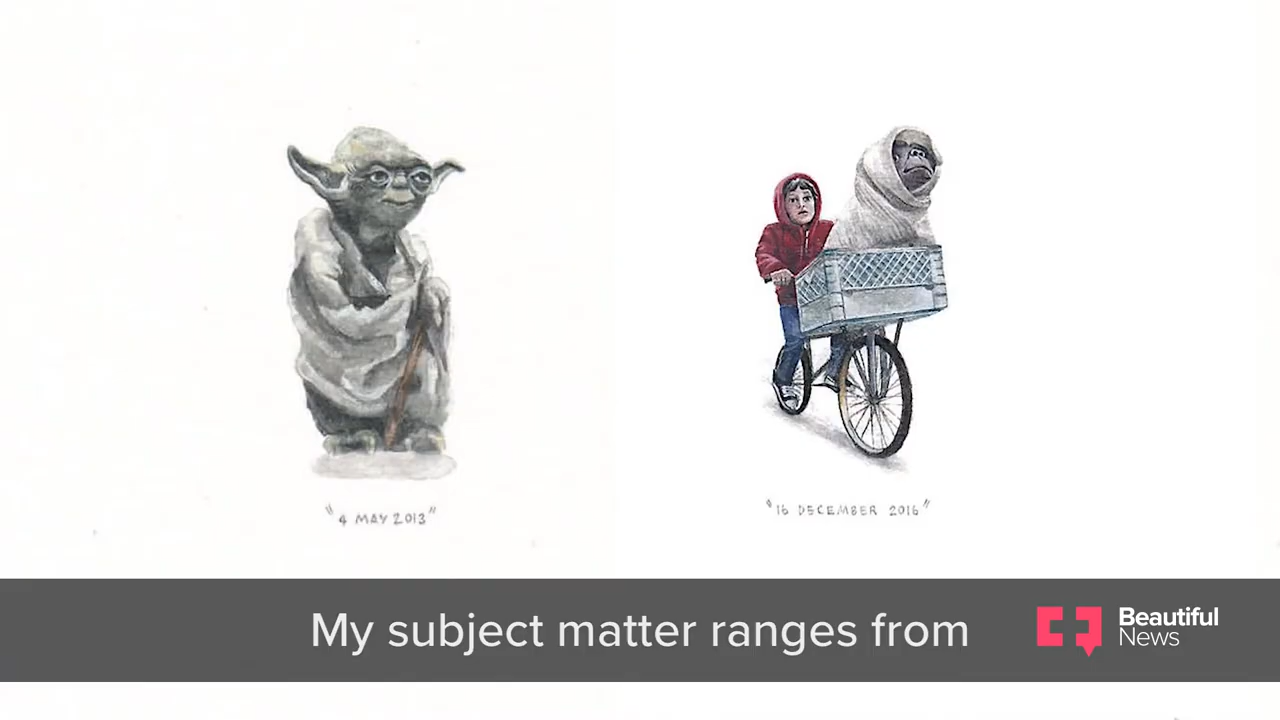 "4 MAY 2013"
"16 DECEMBER 2016"
My subject matter ranges from
Beautiful
News